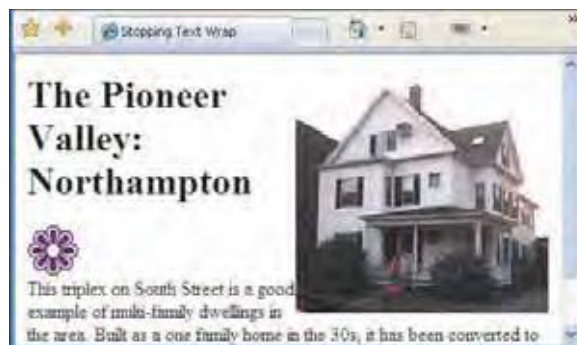 Stopping Text Wrap
The Pioneer
Valley:
Northampton
This triplex on South Street is a good
example of multi-family dwellings in
the area. Built as a one family home in the 30s, it has been converted to